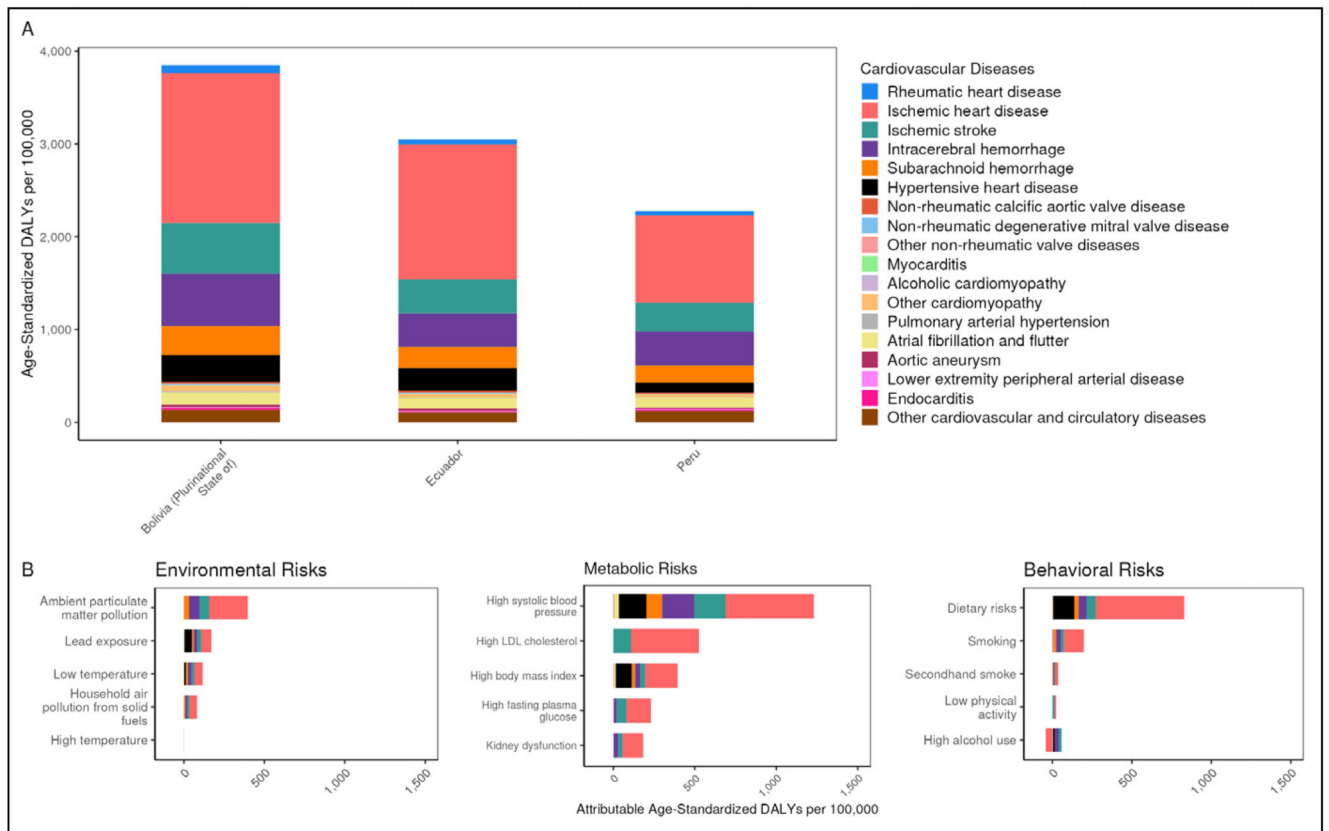 A
4,000
3,000
2,000
1,000
0
Age-Standardized DALYs per 100,000
Bolivia (Plurinational
State of)
Ecuador
Peru
Cardiovascular Diseases
Rheumatic heart disease
Ischemic heart disease
Ischemic stroke
Intracerebral hemorrhage
Subarachnoid hemorrhage
Hypertensive heart disease
Non-rheumatic calcific aortic valve disease
Non-rheumatic degenerative mitral valve disease
Other non-rheumatic valve diseases
Myocarditis
Alcoholic cardiomyopathy
Other cardiomyopathy
Pulmonary arterial hypertension
Atrial fibrillation and flutter
Aortic aneurysm
Lower extremity peripheral arterial disease
Endocarditis
Other cardiovascular and circulatory diseases
B
Environmental Risks
Ambient particulate
matter pollution
Lead exposure
Low temperature
Household air
pollution from solid
fuels
High temperature
0
500
1,000
1,500
Metabolic Risks
High systolic blood
pressure
High LDL cholesterol
High body mass index
High fasting plasma
glucose
Kidney dysfunction
0
500
1,000
1,500
Attributable Age-Standardized DALYs per 100,000
Behavioral Risks
Dietary risks
Smoking
Secondhand smoke
Low physical
activity
High alcohol use
0
500
1,000
1,500